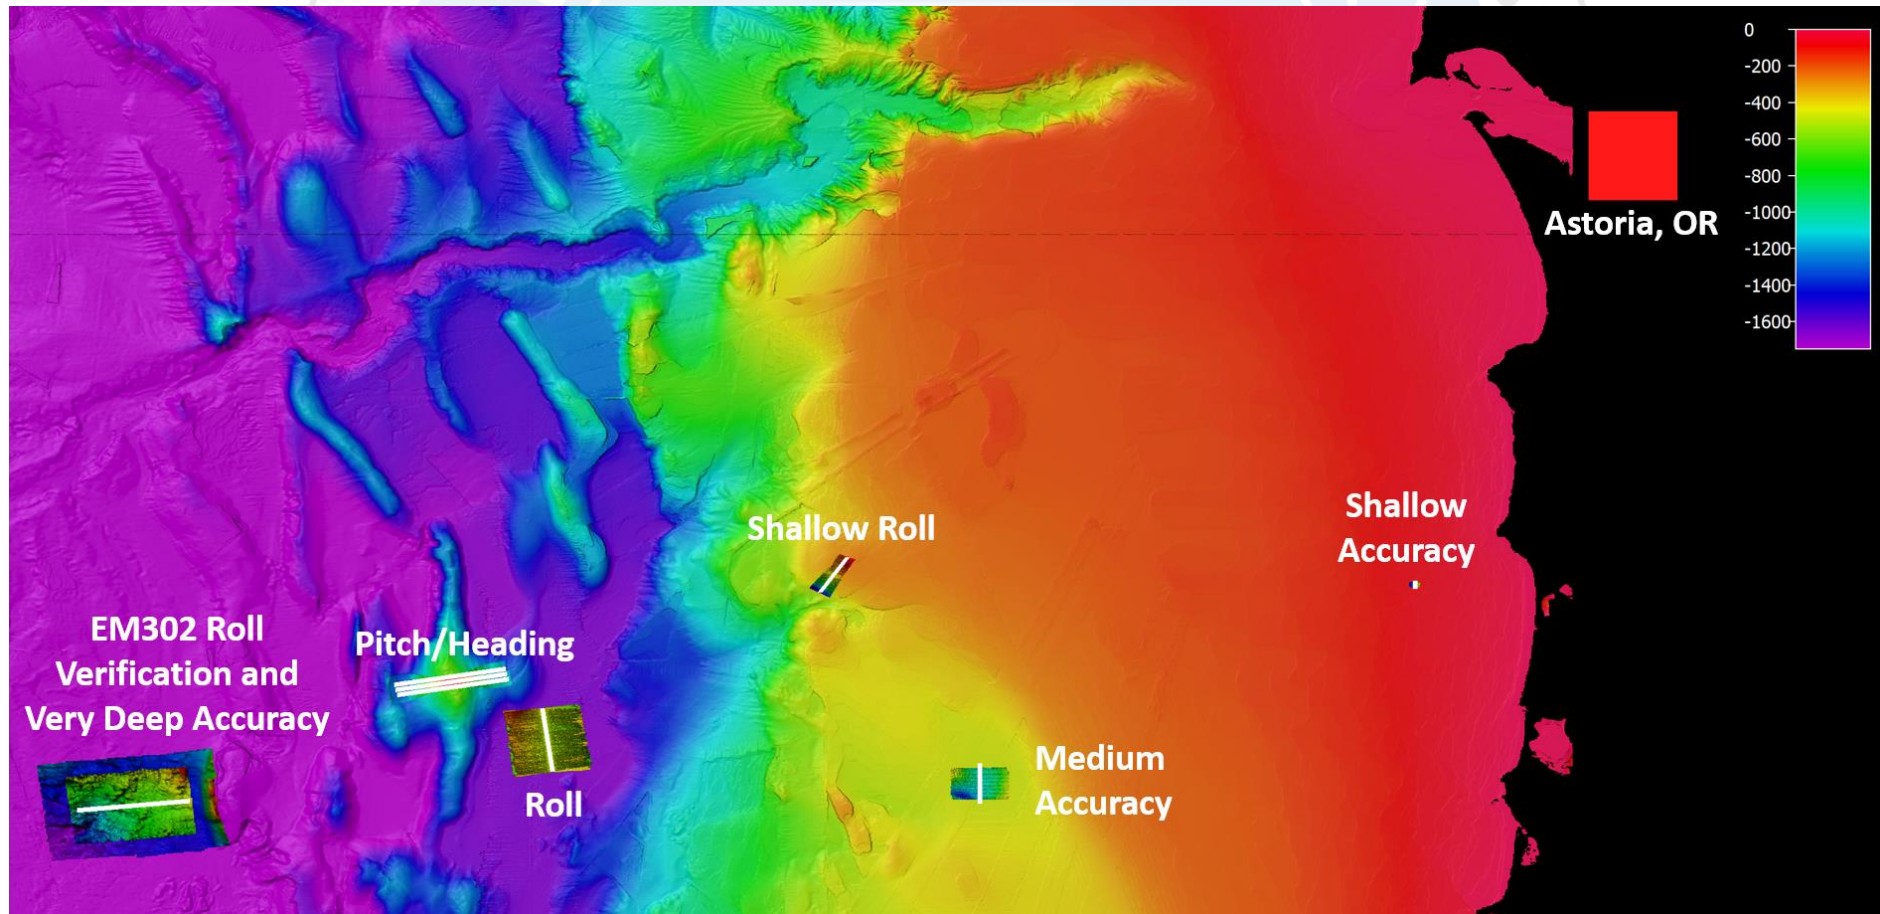 0
-200
-400
-600
-800
-1000
-1200
-1400
-1600
Astoria, OR
Shallow
Accuracy
Shallow Roll
EM302 Roll
Verification and
Very Deep Accuracy
Pitch/Heading
Roll
Medium
Accuracy